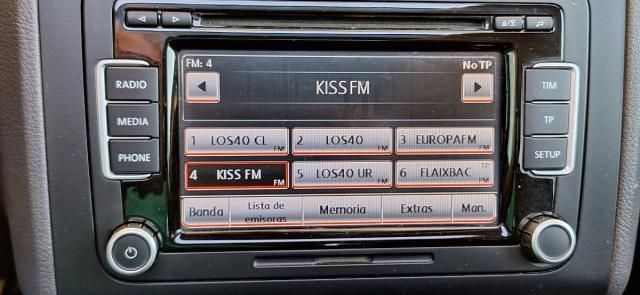 FM: 4
No TP
KISS FM
RADIO
MEDIA
PHONE
TIM
TP
SETUP
1 LOS40 CL FM
2 LOS40 FM
3 EUROPAFM FM
4 KISS FM FM
5 LOS40 UR FM
6 FLAIXBAC TP FM
Banda
Lista de
emisoras
Memoria
Extras
Man.